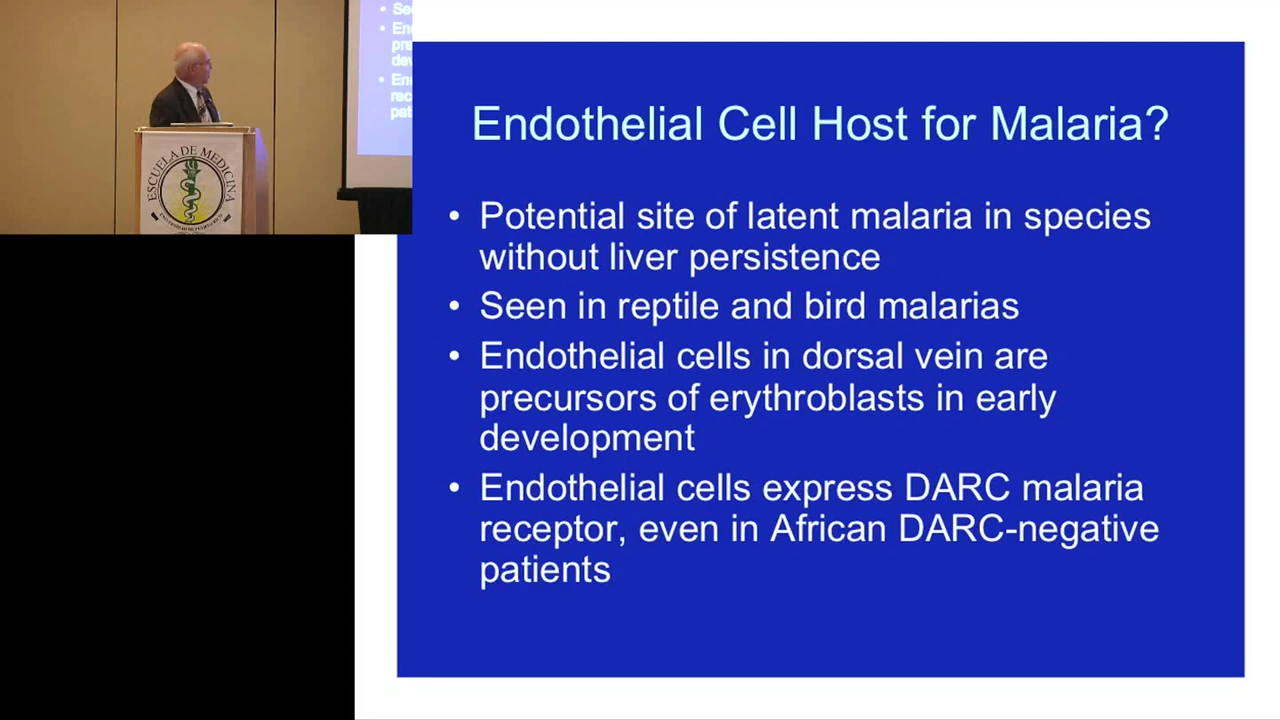 Endothelial Cell Host for Malaria?
• Potential site of latent malaria in species
without liver persistence
• Seen in reptile and bird malarias
• Endothelial cells in dorsal vein are
precursors of erythroblasts in early
development
• Endothelial cells express DARC malaria
receptor, even in African DARC-negative
patients
ESCUELA DE MEDICINA